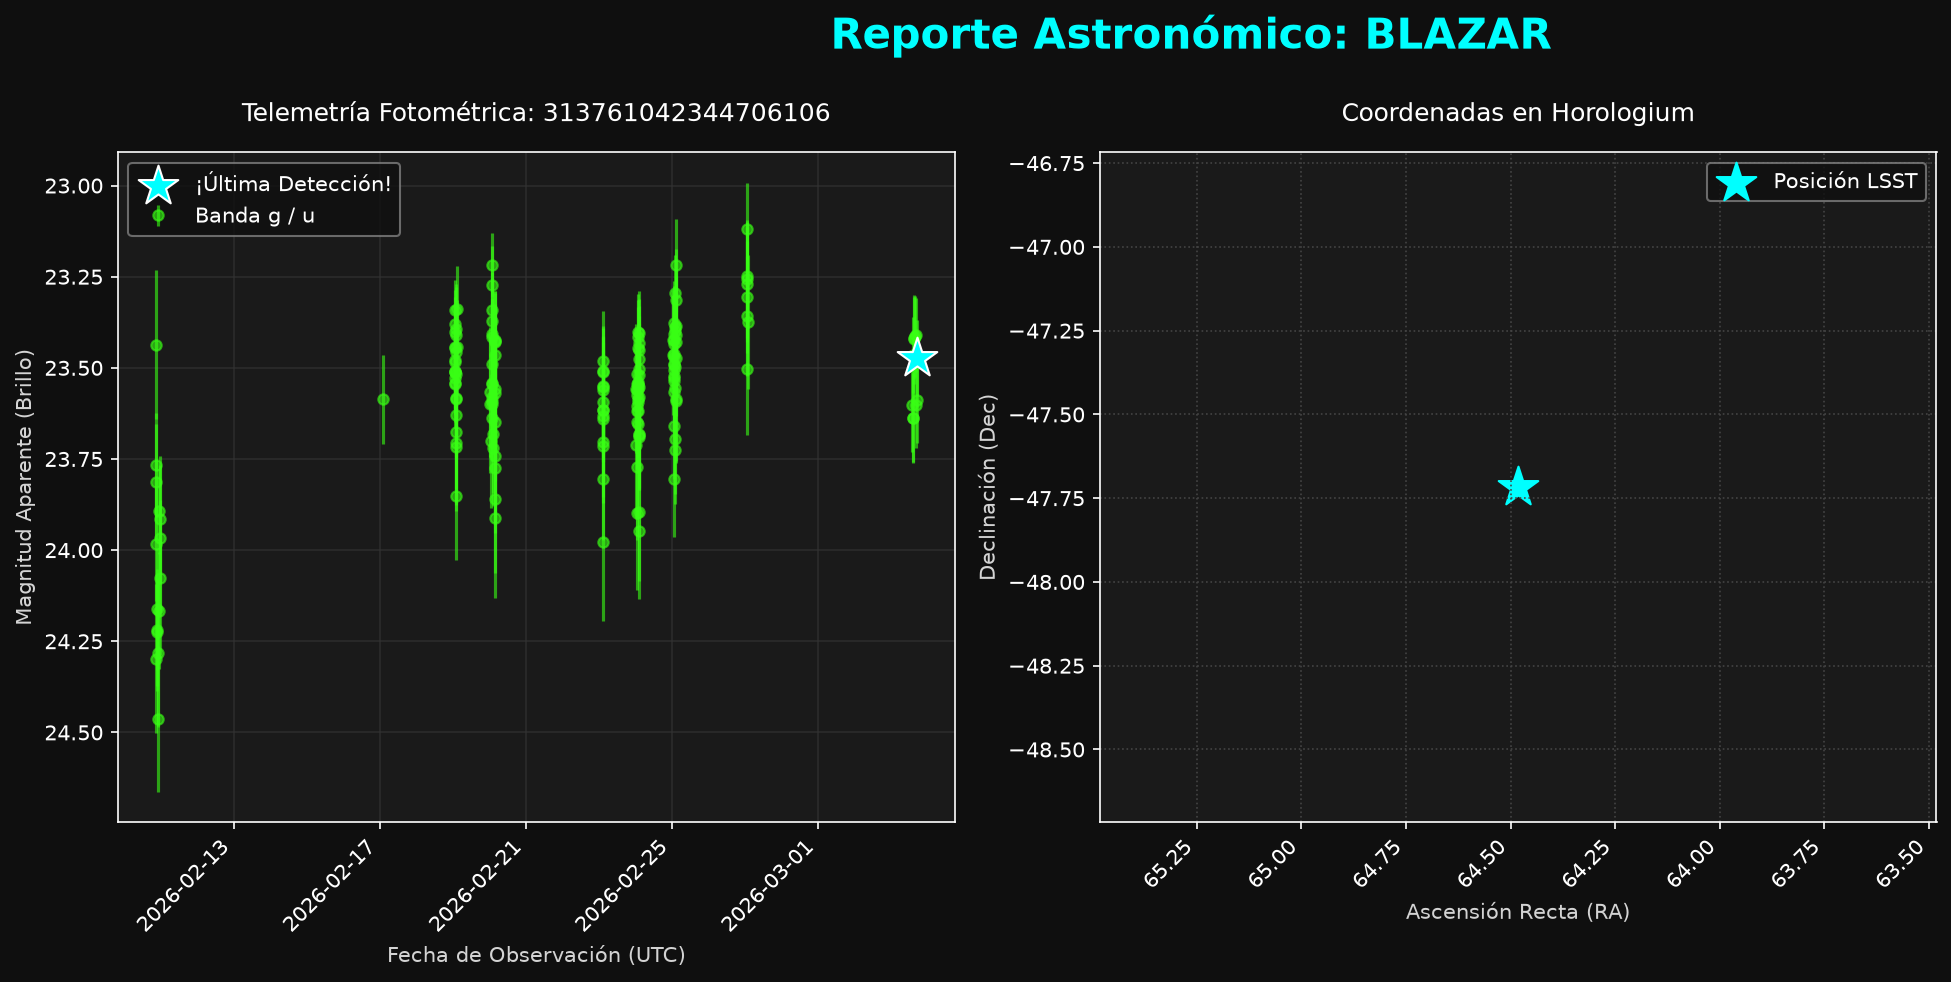 Reporte Astronómico: BLAZAR
Telemetría Fotométrica: 313761042344706106
¡Última Detección!
Banda g / u
Magnitud Aparente (Brillo)
23.00
23.25
23.50
23.75
24.00
24.25
24.50
2026-02-13
2026-02-17
2026-02-21
2026-02-25
2026-03-01
Fecha de Observación (UTC)
Coordenadas en Horologium
Posición LSST
Declinación (Dec)
−46.75
−47.00
−47.25
−47.50
−47.75
−48.00
−48.25
−48.50
65.25
65.00
64.75
64.50
64.25
64.00
63.75
63.50
Ascensión Recta (RA)